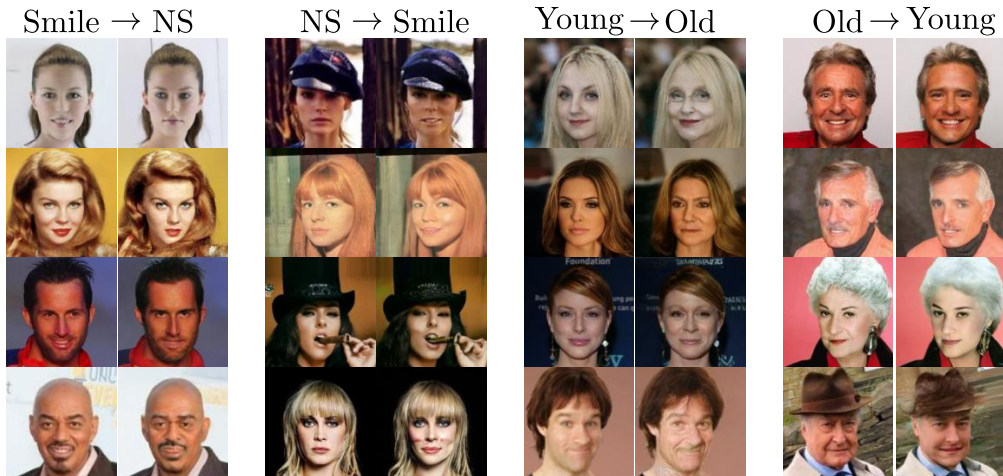 Smile → NS
NS → Smile
Young → Old
Old → Young
Foundation